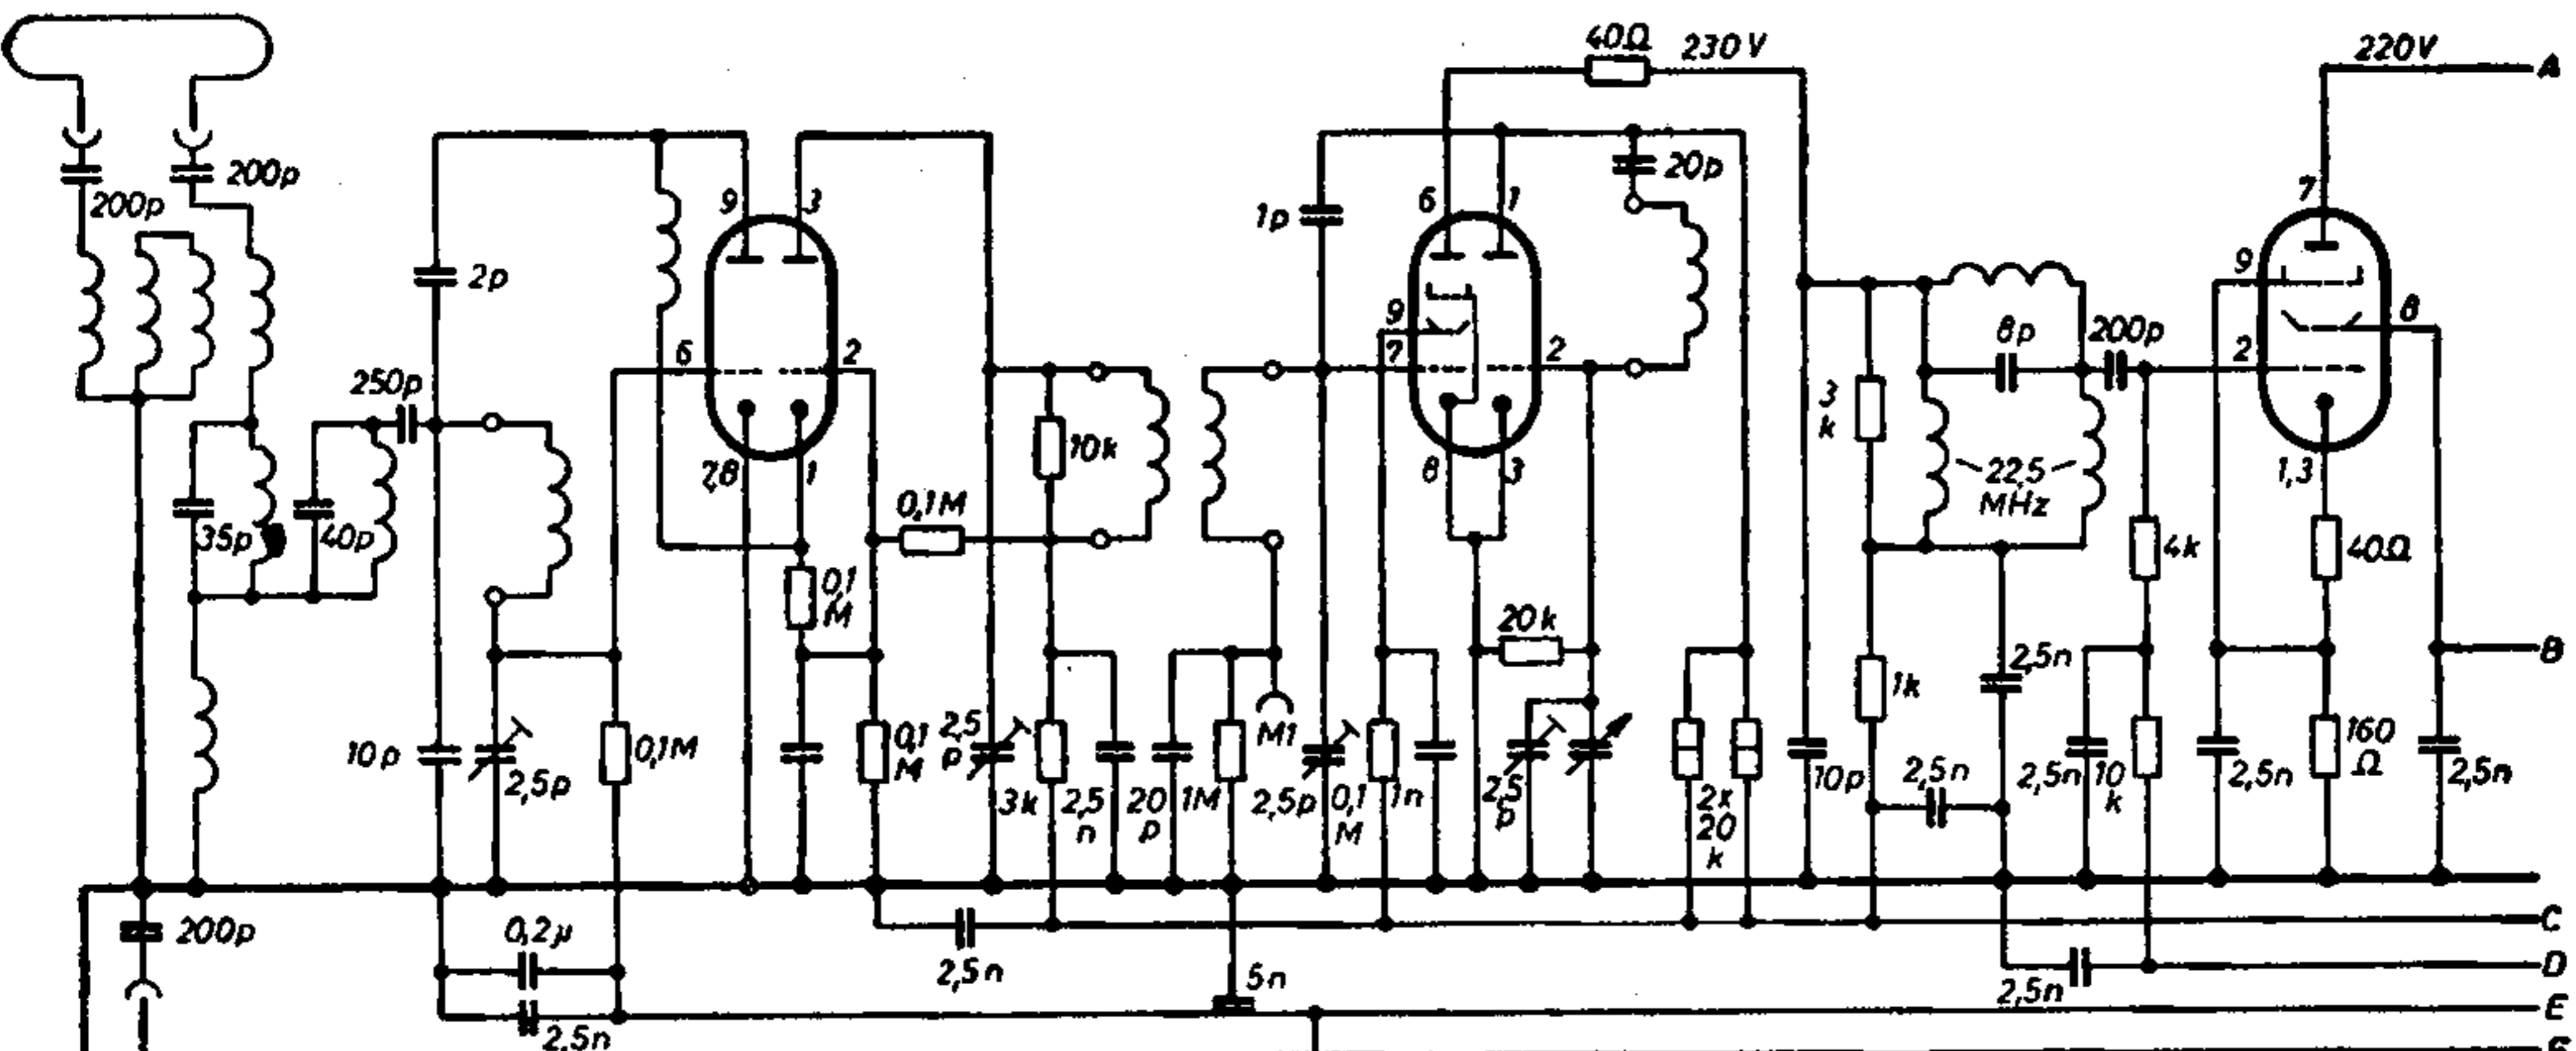 40Ω 230 V
220V
A
200p
200p
20p
9
3
6
1
7
1p
2p
9
8
9
8p
200p
6
2
7
2
2
250p
3
k
10k
22,5
MHz
7,8
1
8
3
1,3
35p
40p
0,1M
4k
40Ω
0,1
M
20k
2,5n
B
1k
10p
2,5p
0,1M
0,1
M
2,5
p
3k
2,5
n
20
p
1M
M1
2,5p
0,1
M
1n
2,5
p
2x
20
k
10p
2,5n
2,5n
10
k
2,5n
160
Ω
2,5n
200p
0,2µ
2,5n
C
5n
2,5n
D
2,5n
E